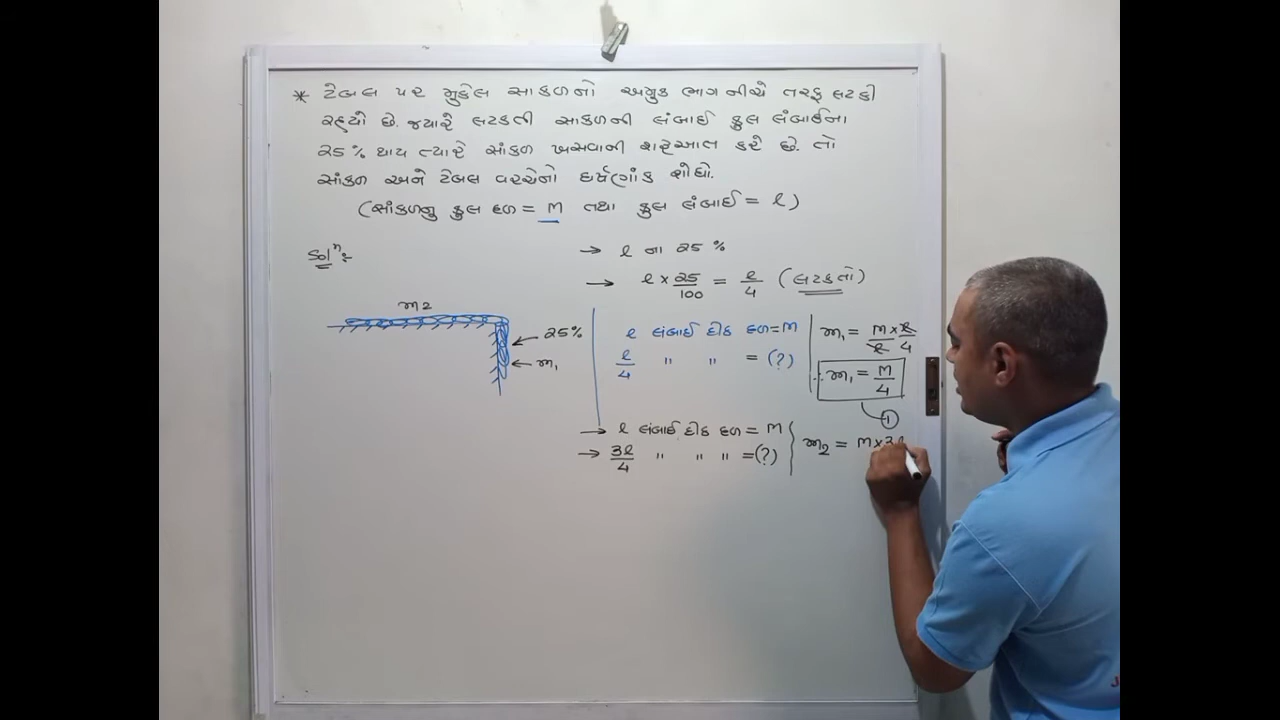 * ટેબલ પર મુકેલ સાકળનો અમુક ભાગ નીચે તરફ લટકી
રહ્યો છે. જ્યારે લટકતી સાકળની લંબાઈ કુલ લંબાઈના
25% થાય ત્યારે સાંકળ ખસવાની શરૂઆત કરે છે. તો
સાંકળ અને ટેબલ વચ્ચેનો ઘર્ષણાંક શોધો.
(સાંકળનુ કુલ દળ = M તથા કુલ લંબાઈ = l)
Solⁿ :-
→ l ના 25 %
→ l × 25/100 = l/4 (લટકતો)
m2
25%
m₁
l લંબાઈ દીઠ દળ = M
l/4 " " = (?)
m₁ = M/l × l/4
∴ m₁ = M/4
1
→ l લંબાઈ દીઠ દળ = M
→ 3l/4 " " " = (?)
m₂ = M×3l